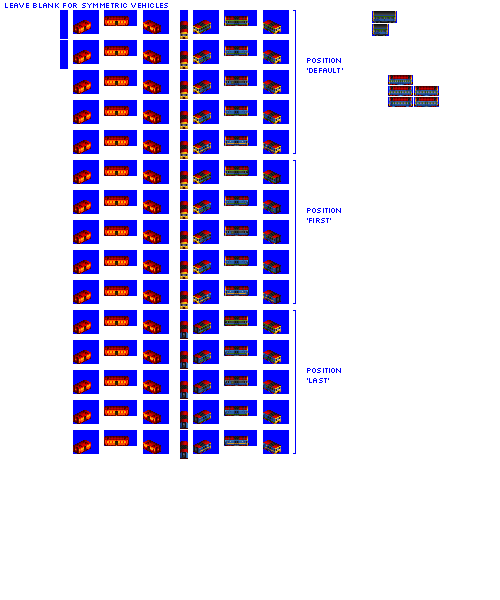 LEAVE BLANK FOR SYMMETRIC VEHICLES
POSITION
'DEFAULT'
POSITION
'FIRST'
POSITION
'LAST'